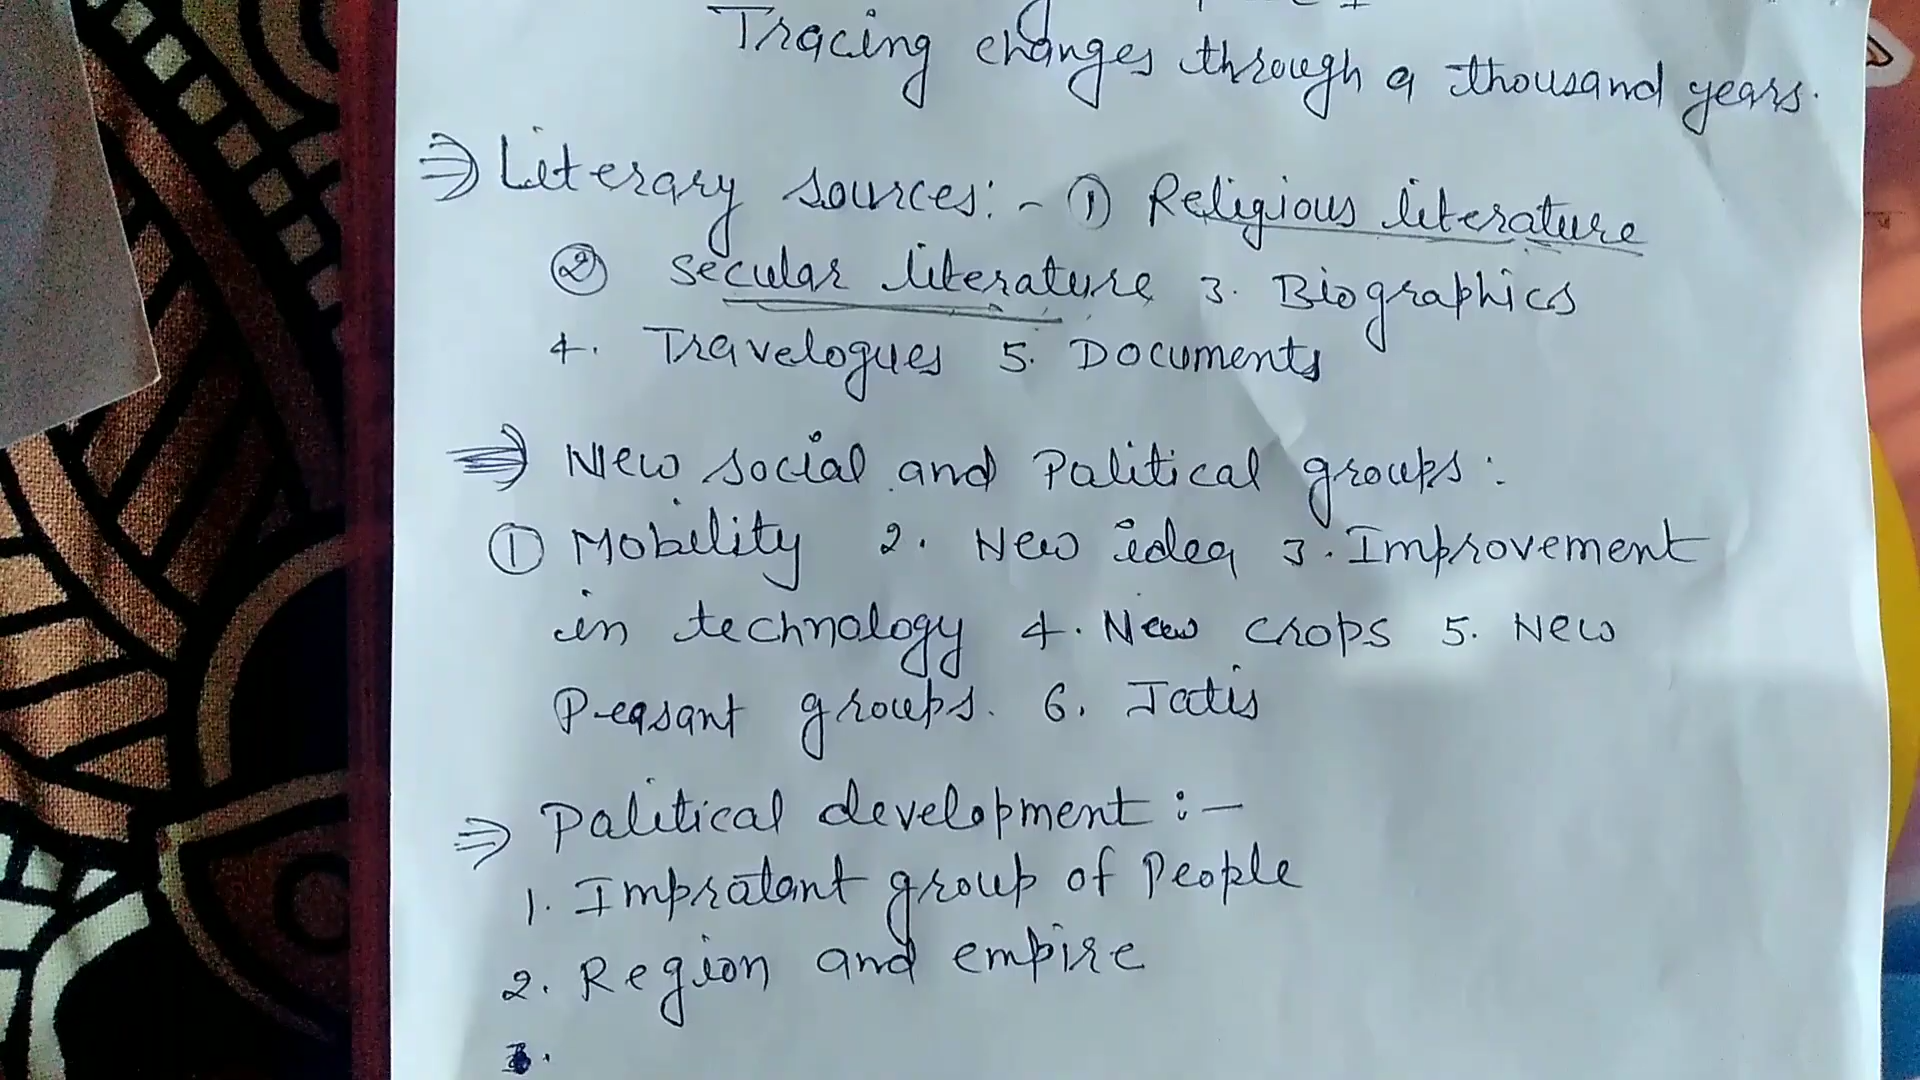 Tracing changes through a thousand years.
⇒ Literary sources:- ① Religious literature
② Secular literature 3. Biographics
4. Travelogues 5. Documents
⇒ New social and Palitical groups:
① Mobility 2. New idea 3. Improvement
in technology 4. New crops 5. New
Peasant groups. 6. Jatis
⇒ Palitical development :-
1. Impratant group of People
2. Region and empire